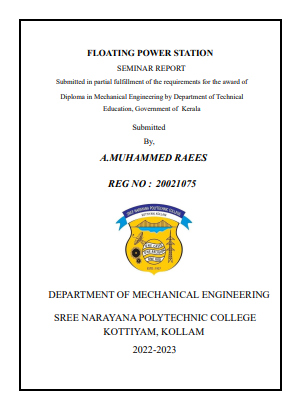 FLOATING POWER STATION
SEMINAR REPORT
Submitted in partial fulfillment of the requirements for the award of
Diploma in Mechanical Engineering by Department of Technical
Education, Government of Kerala
Submitted
By,
A.MUHAMMED RAEES
REG NO : 20021075
SREE NARAYANA POLYTECHNIC COLLEGE
KOTTIYAM, KOLLAM
DEPARTMENT OF MECHANICAL ENGINEERING
SREE NARAYANA POLYTECHNIC COLLEGE
KOTTIYAM, KOLLAM
2022-2023